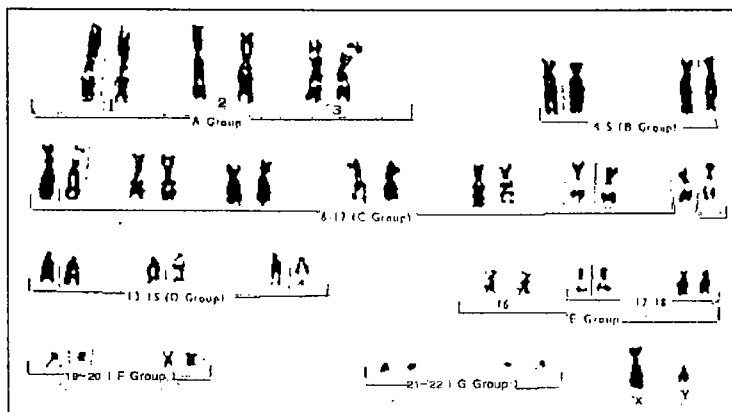 1 2 3
A Group 4-5 (B Group)
6-12 (C Group)
13-15 (D Group) 16 17-18
E Group
19-20 ( F Group) 21-22 ( G Group) X Y